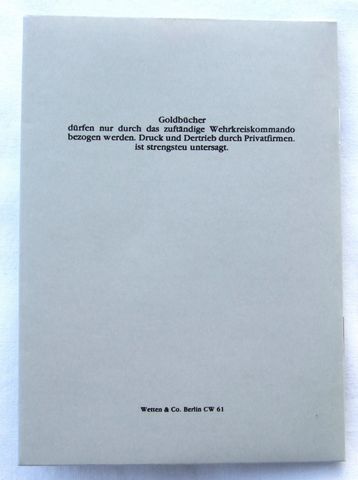 Goldbücher
dürfen nur durch das zuftändige Wehrkreiskommando
bezogen werden. Druck und Dertrieb durch Privatfirmen.
ist strengsteu untersagt.
Wetten & Co. Berlin CW 61